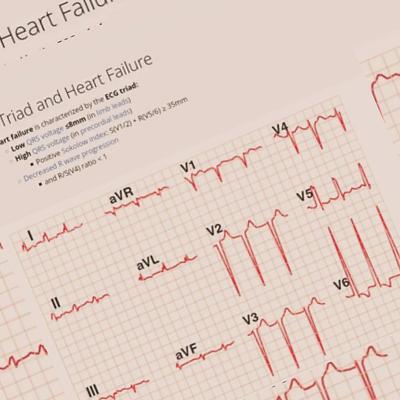 Heart Failure
Triad and Heart Failure
art failure is characterized by the ECG triad:
Low QRS voltage ≤8mm (in limb leads)
High QRS voltage (in precordial leads)
Positive Sokolow index: S(V1/2) + R(V5/6) ≥ 35mm
Decreased R wave progression
and R/S(V4) ratio < 1
I
aVR
V1
V4
II
aVL
V2
V5
III
aVF
V3
V6